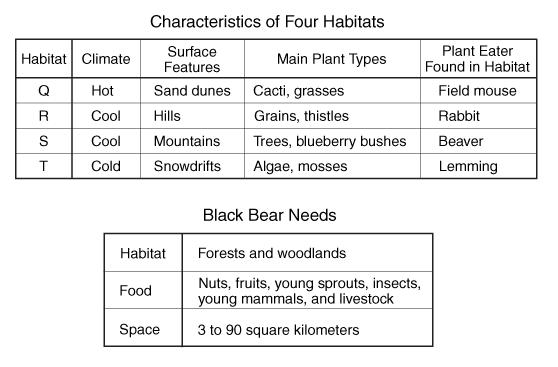 Characteristics of Four Habitats
Habitat Climate Surface Features Main Plant Types Plant Eater Found in Habitat
Q Hot Sand dunes Cacti, grasses Field mouse
R Cool Hills Grains, thistles Rabbit
S Cool Mountains Trees, blueberry bushes Beaver
T Cold Snowdrifts Algae, mosses Lemming
Black Bear Needs
Habitat Forests and woodlands
Food Nuts, fruits, young sprouts, insects,
young mammals, and livestock
Space 3 to 90 square kilometers